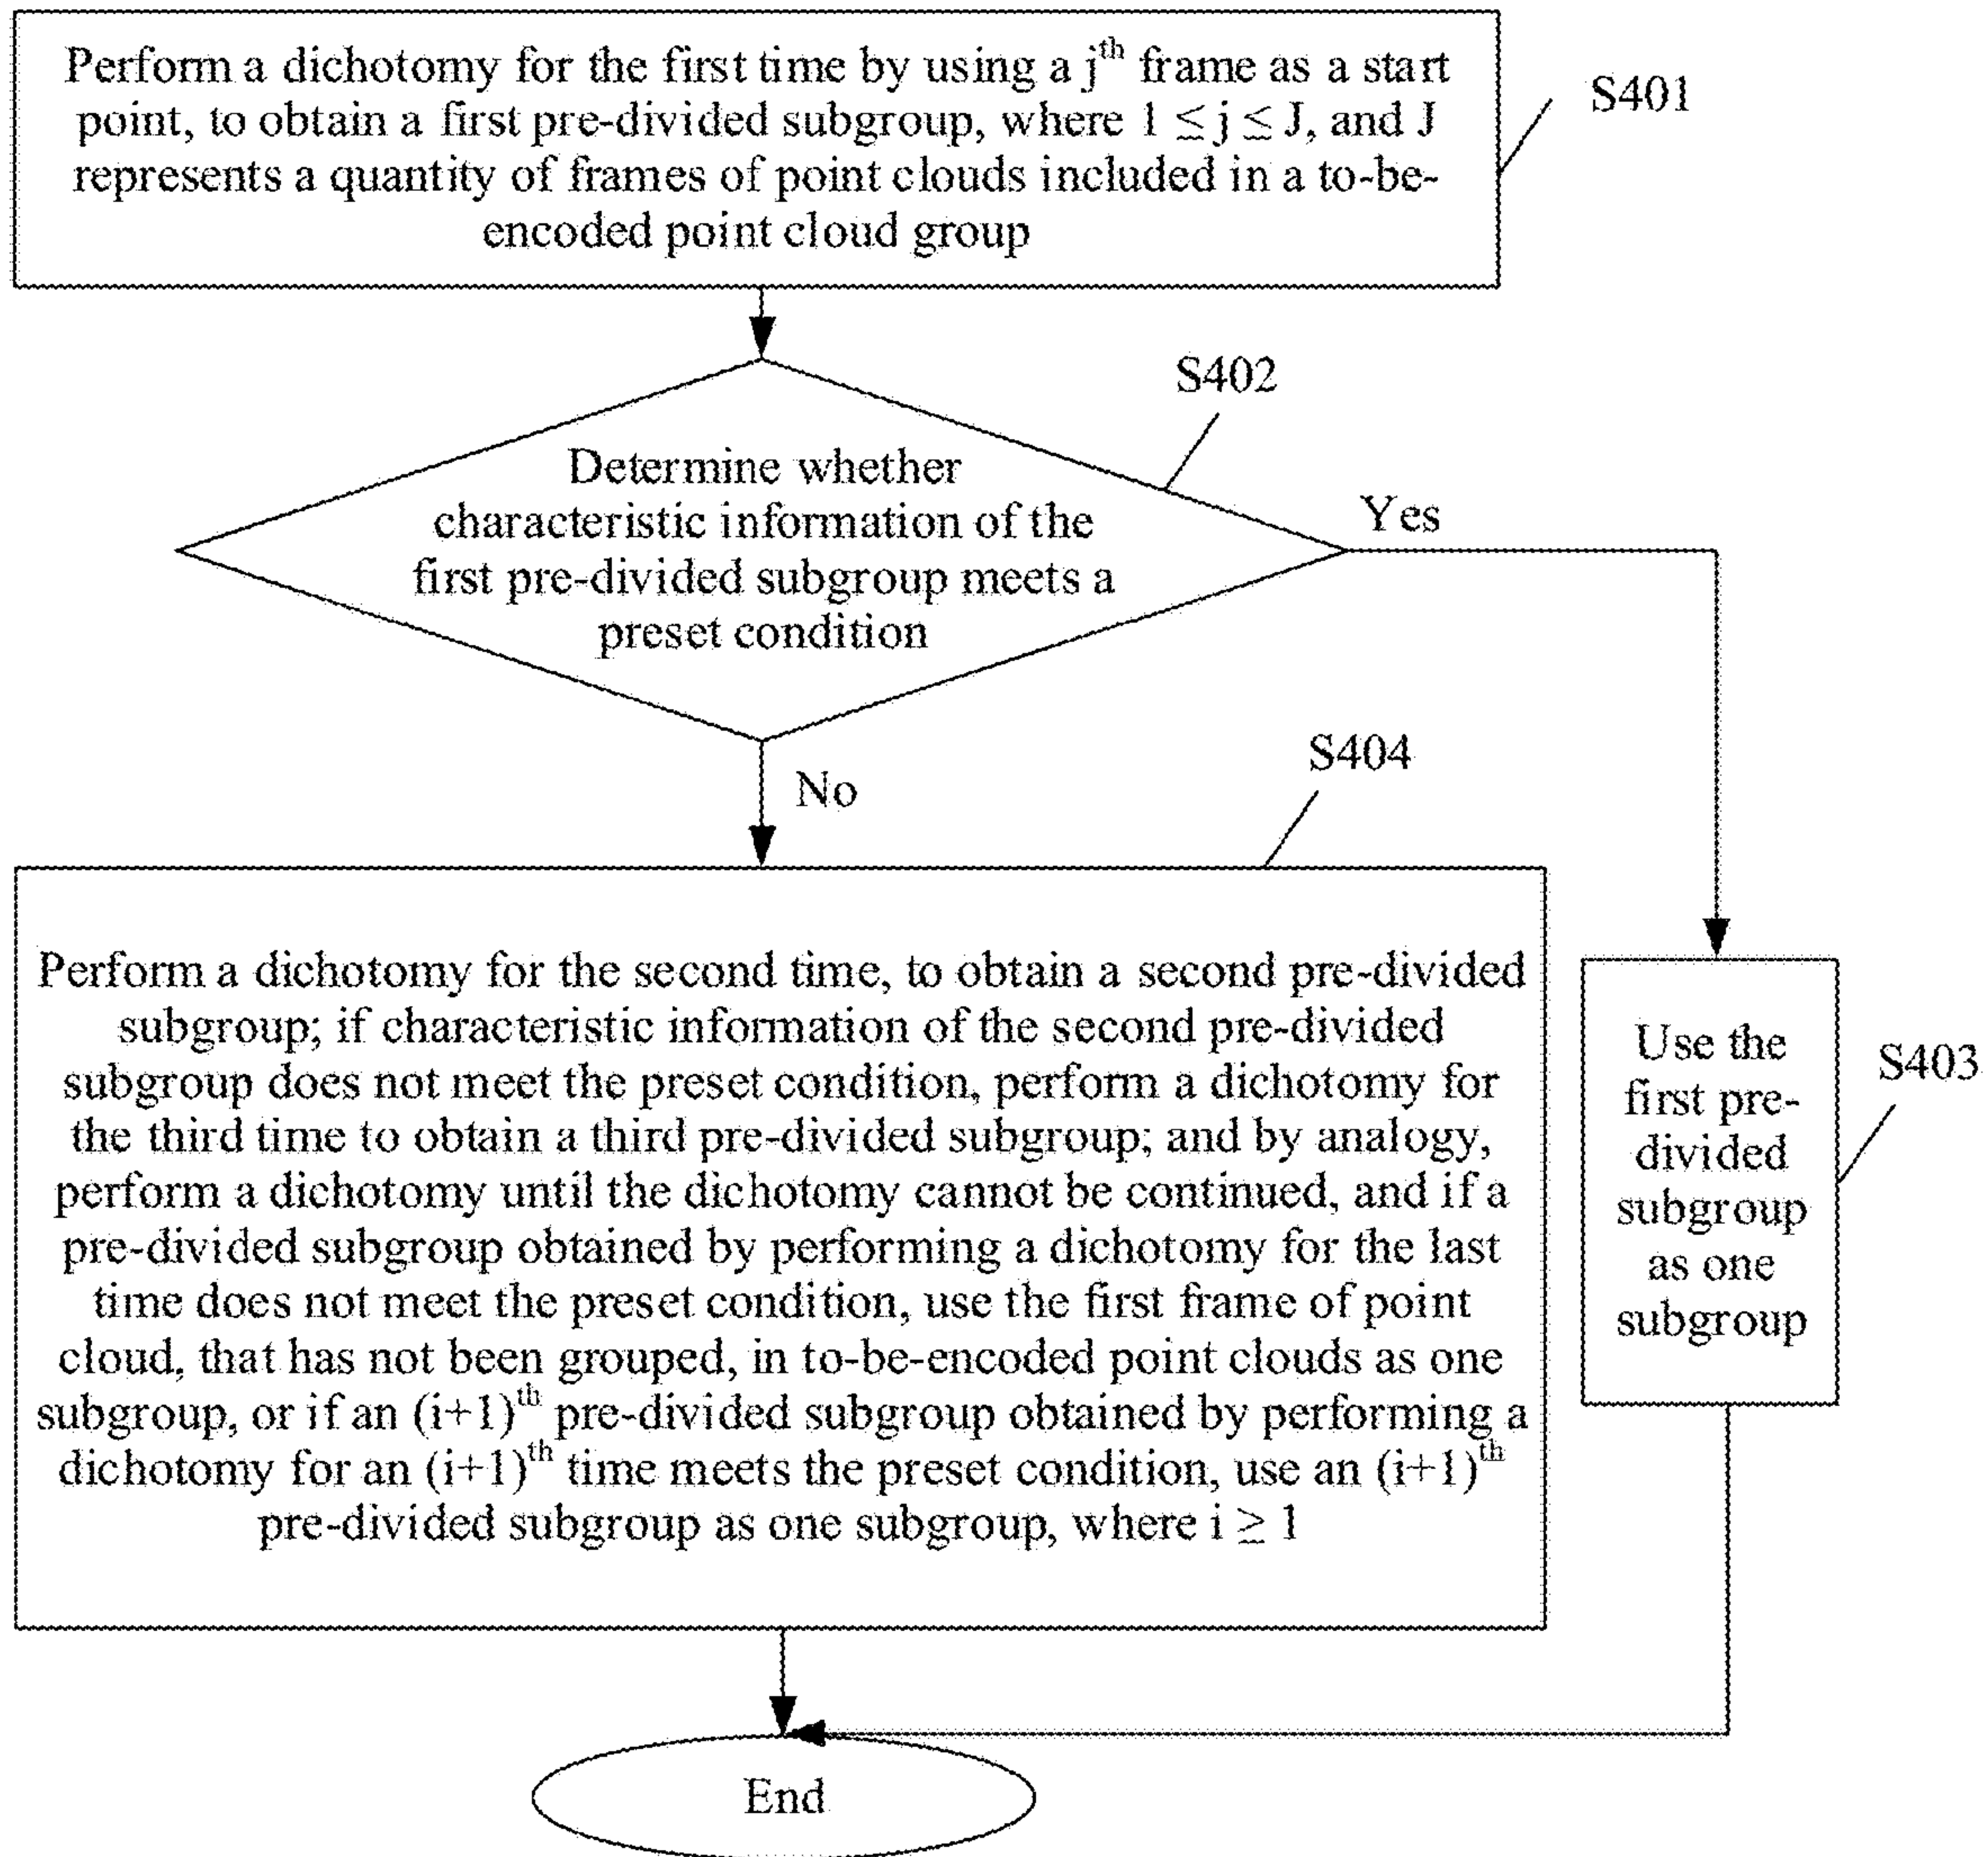 Perform a dichotomy for the first time by using a jth frame as a start
point, to obtain a first pre-divided subgroup, where 1 ≤ j ≤ J, and J
represents a quantity of frames of point clouds included in a to-be-
encoded point cloud group
S401
S402
Determine whether
characteristic information of the
first pre-divided subgroup meets a
preset condition
Yes
No
S404
Perform a dichotomy for the second time, to obtain a second pre-divided
subgroup; if characteristic information of the second pre-divided
subgroup does not meet the preset condition, perform a dichotomy for
the third time to obtain a third pre-divided subgroup; and by analogy,
perform a dichotomy until the dichotomy cannot be continued, and if a
pre-divided subgroup obtained by performing a dichotomy for the last
time does not meet the preset condition, use the first frame of point
cloud, that has not been grouped, in to-be-encoded point clouds as one
subgroup, or if an (i+1)th pre-divided subgroup obtained by performing a
dichotomy for an (i+1)th time meets the preset condition, use an (i+1)th
pre-divided subgroup as one subgroup, where i ≥ 1
Use the
first pre-
divided
subgroup
as one
subgroup
S403
End